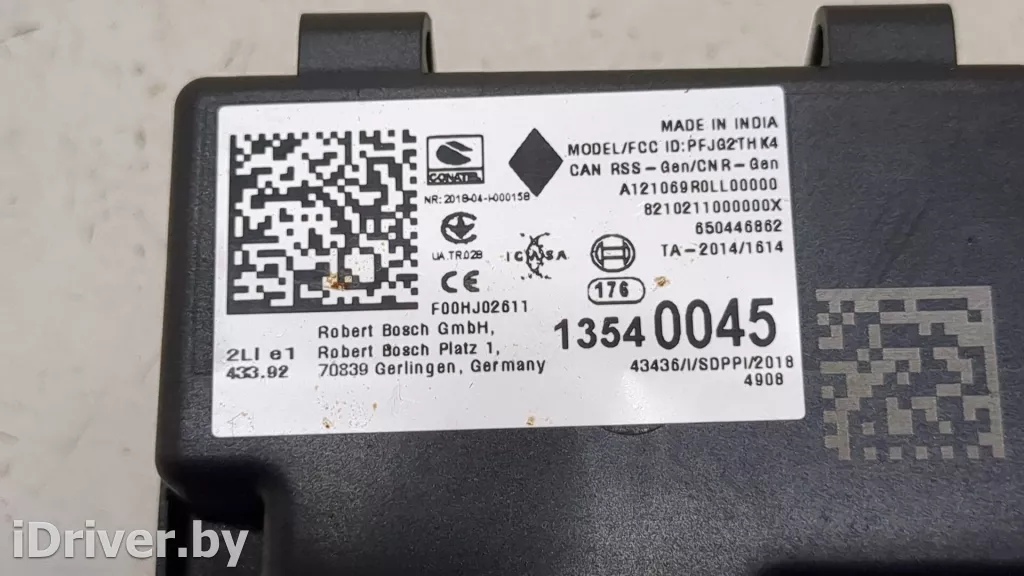 MADE IN INDIA
MODEL/FCC ID:PFJG2THK4
CAN RSS-Gen/CNR-Gen
A121069R0LL00000
8210211000000X
650446862
TA-2014/1614
CONATEL
NR: 2018-04-I-000158
UA.TR.028
ICASA
CE
176
F00HJ02611
13540045
Robert Bosch GmbH,
Robert Bosch Platz 1,
70839 Gerlingen, Germany
2LI e1
433.92
43436/I/SDPPI/2018
4908
iDriver.by